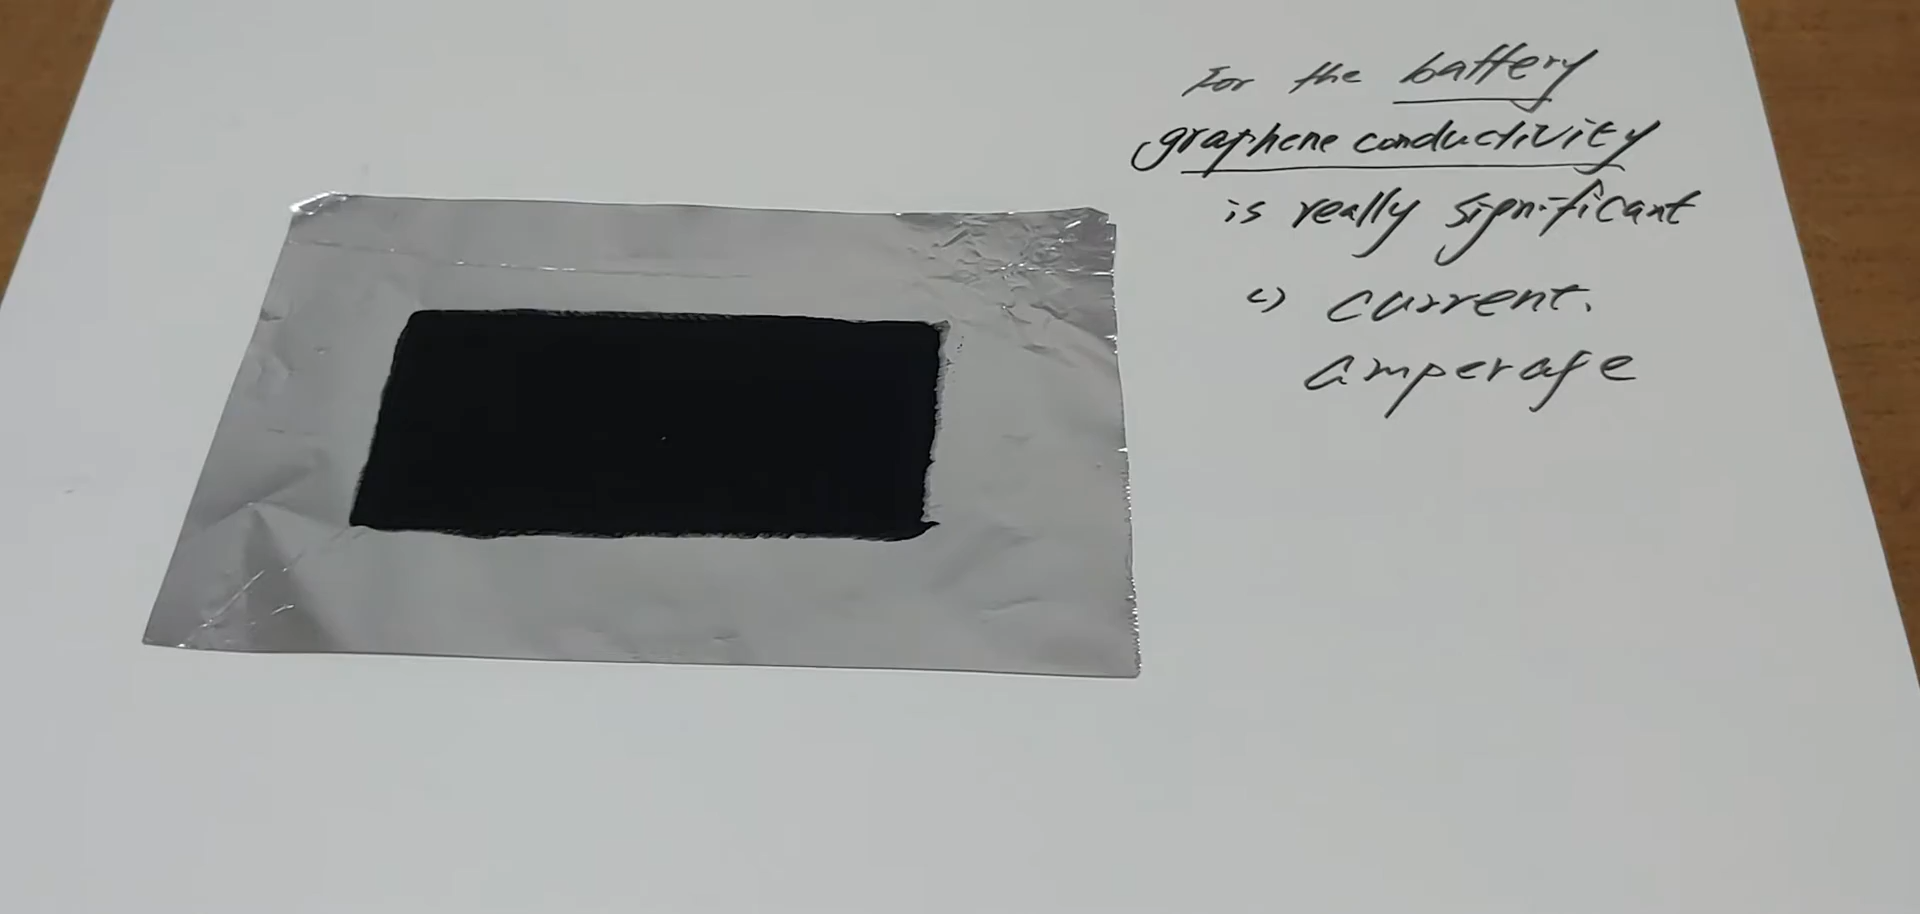 For the battery
graphene conductivity
is really significant
c) current.
amperage